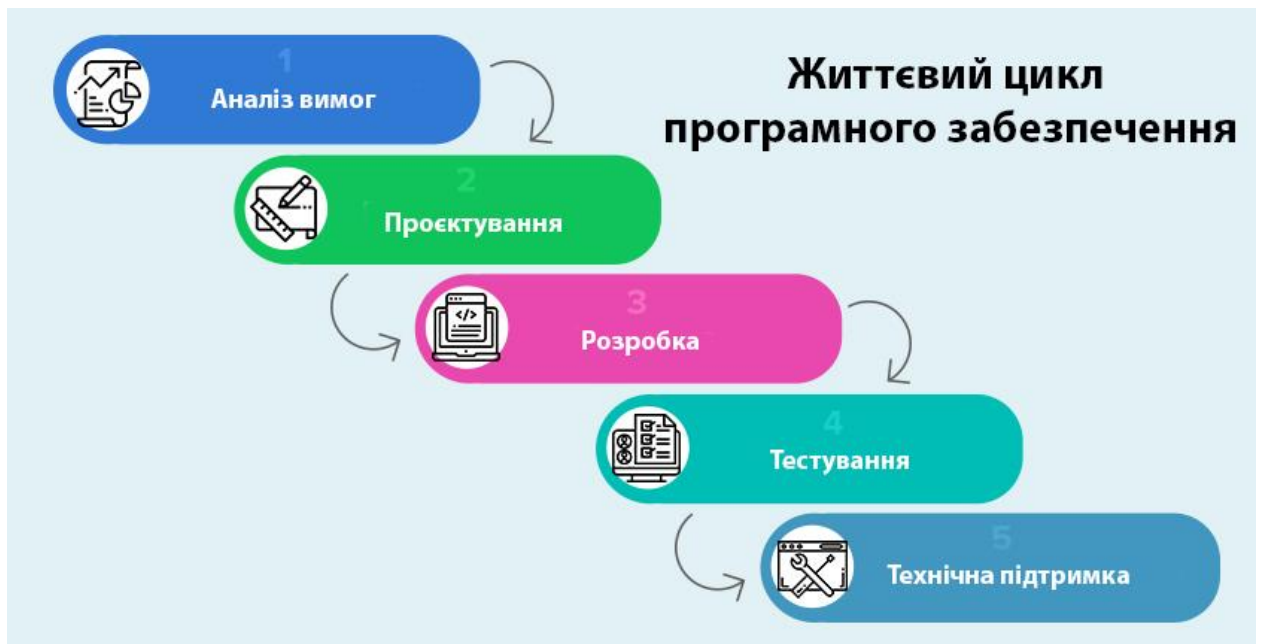 Життєвий цикл
програмного забезпечення
1
Аналіз вимог
2
Проєктування
3
</>
Розробка
4
Тестування
5
Технічна підтримка